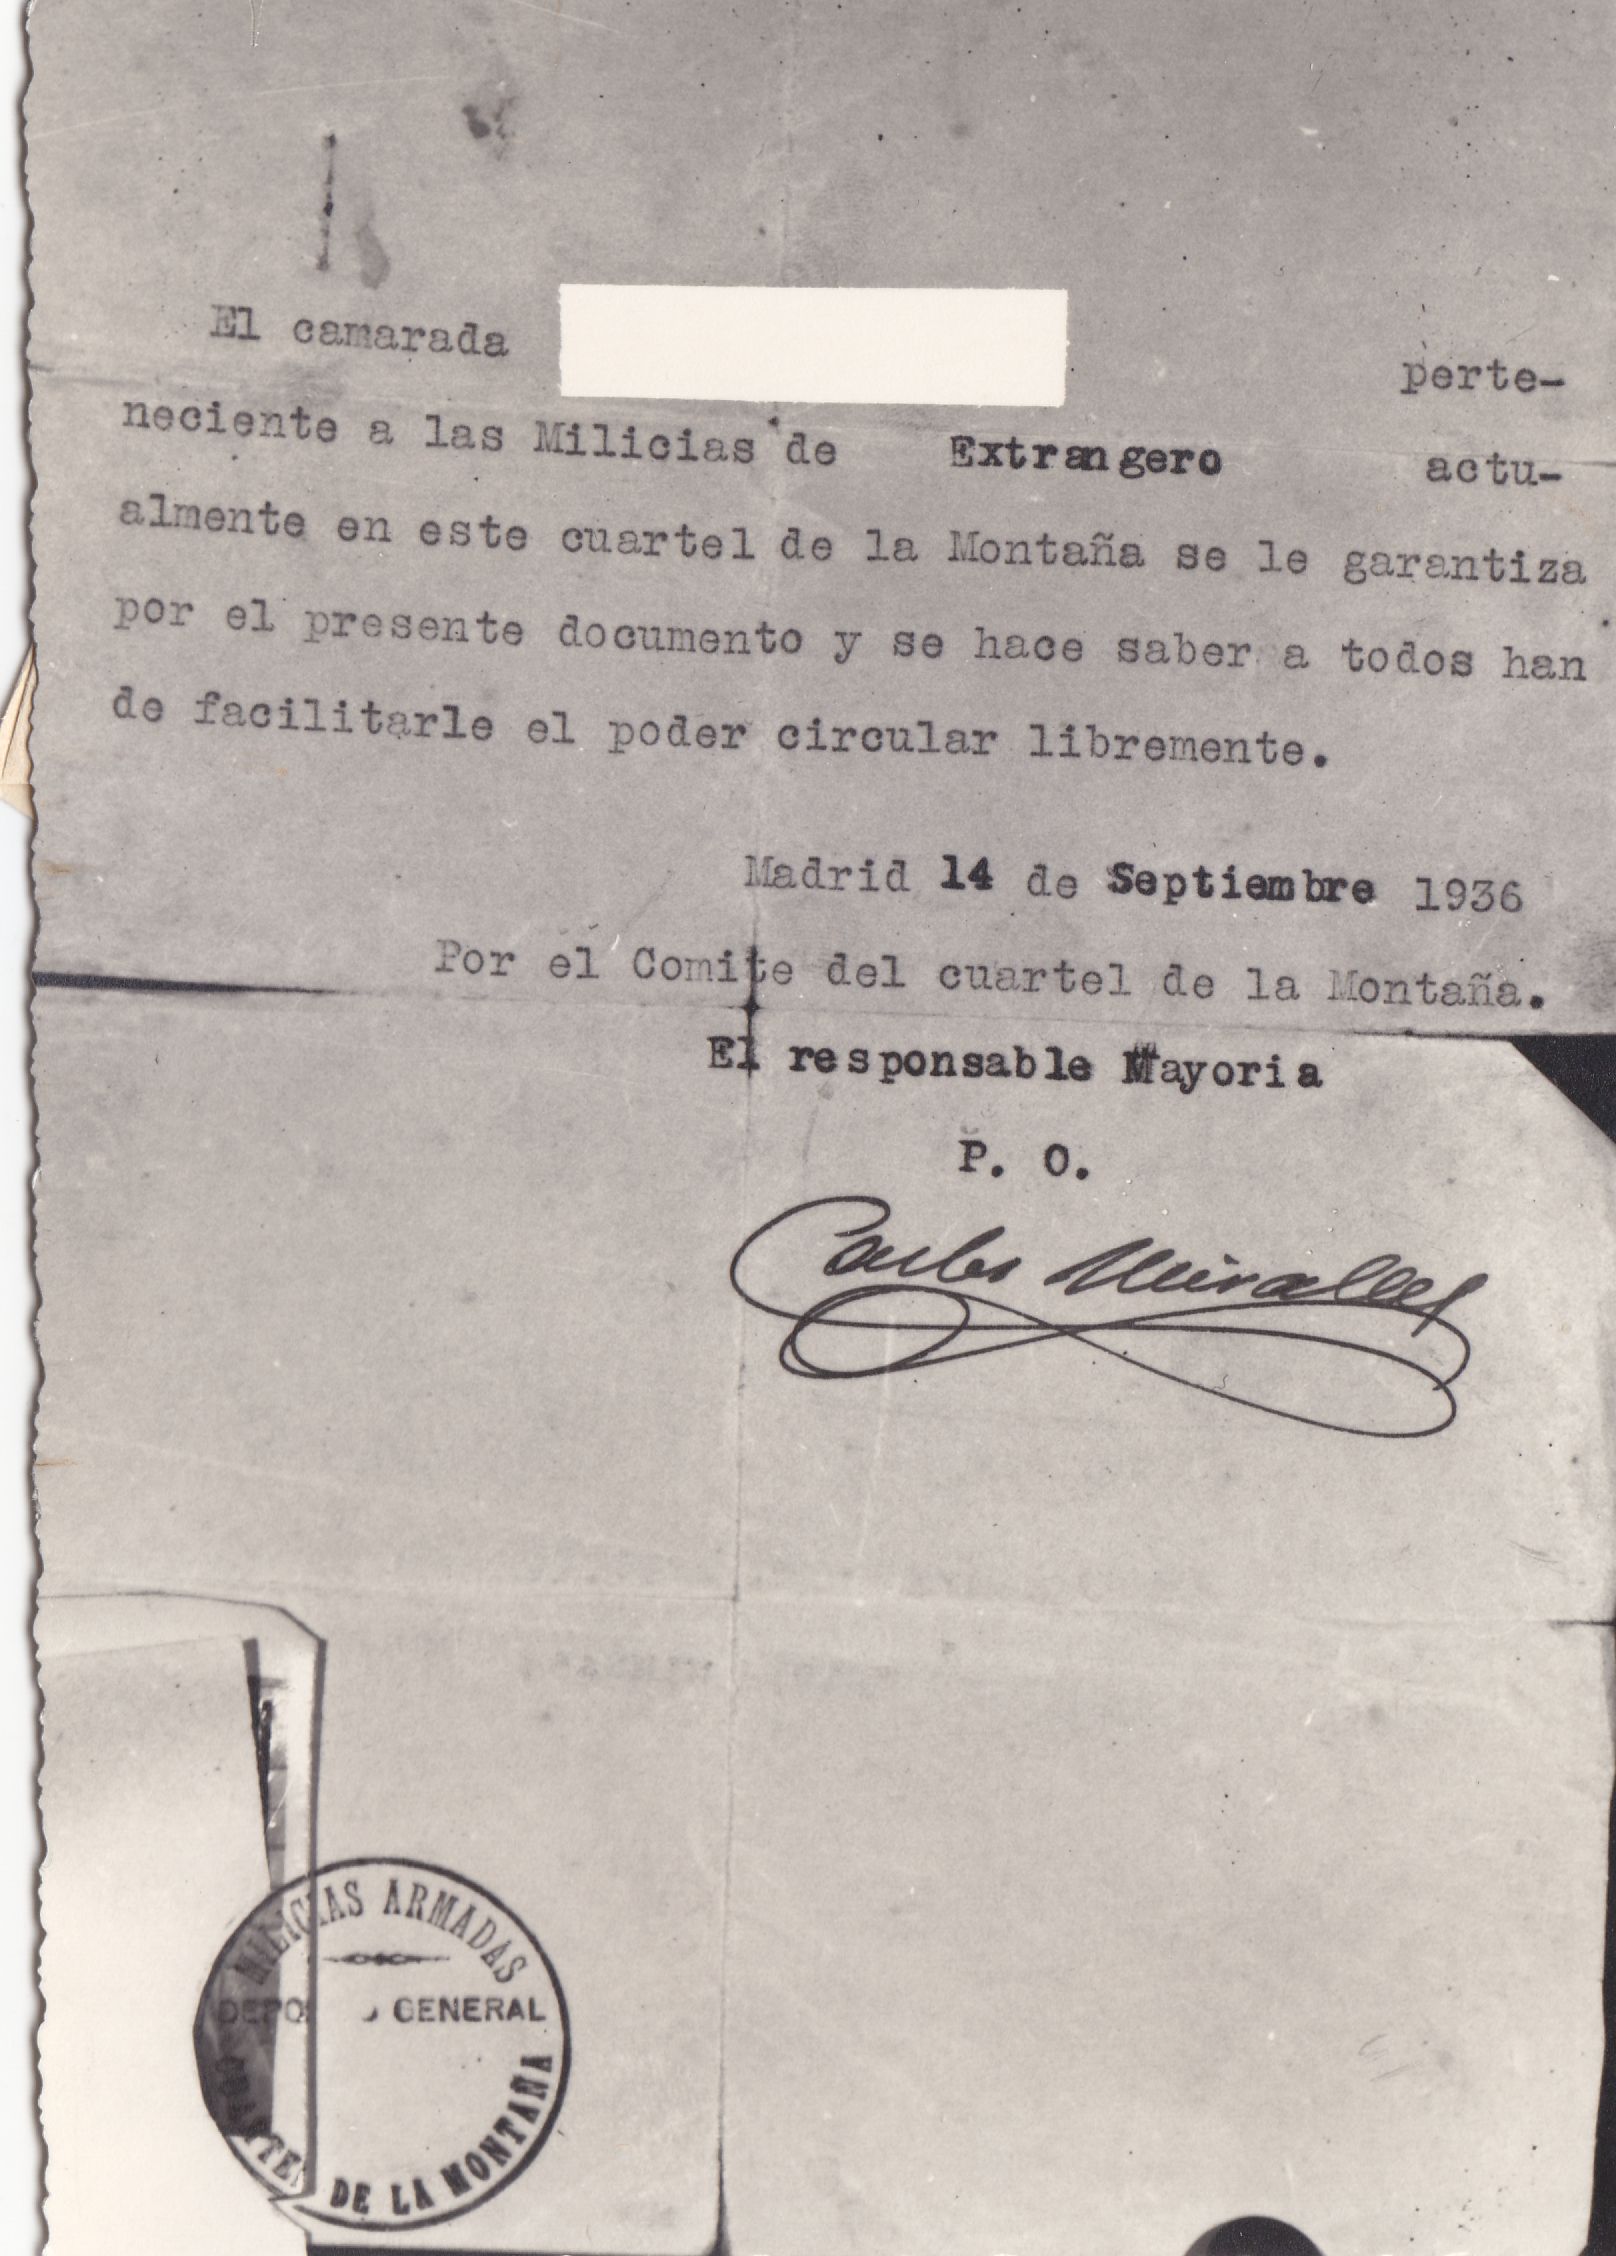 El camarada perte-
neciente a las Milicias de Extrangero actu-
almente en este cuartel de la Montaña se le garantiza
por el presente documento y se hace saber a todos han
de facilitarle el poder circular libremente.
Madrid 14 de Septiembre 1936
Por el Comite del cuartel de la Montaña.
El responsable Mayoria
P. O.
Carlos Miralles
MILICIAS ARMADAS
GENERAL
DE LA MONTAÑA